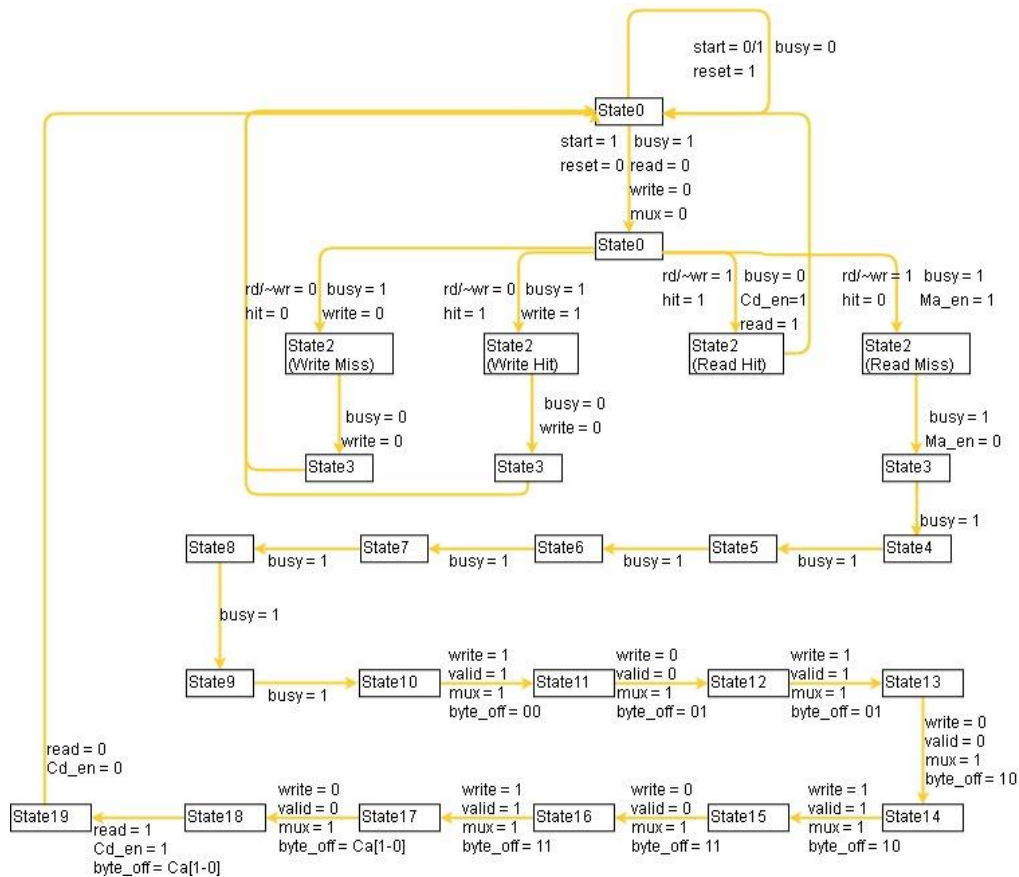 start = 0/1 busy = 0
reset = 1
State0
start = 1 busy = 1
reset = 0 read = 0
write = 0
mux = 0
State0
rd/~wr = 0 busy = 1
hit = 0 write = 0
rd/~wr = 0 busy = 1
hit = 1 write = 1
rd/~wr = 1 busy = 0
hit = 1 Cd_en=1
read = 1
rd/~wr = 1 busy = 1
hit = 0 Ma_en = 1
State2
(Write Miss)
State2
(Write Hit)
State2
(Read Hit)
State2
(Read Miss)
busy = 0
write = 0
busy = 0
write = 0
busy = 1
Ma_en = 0
State3
State3
State3
busy = 1
State8
State7
State6
State5
State4
busy = 1
busy = 1
busy = 1
busy = 1
busy = 1
State9
busy = 1
State10
write = 1
valid = 1
mux = 1
byte_off = 00
State11
write = 0
valid = 0
mux = 1
byte_off = 01
State12
write = 1
valid = 1
mux = 1
byte_off = 01
State13
write = 0
valid = 0
mux = 1
byte_off = 10
read = 0
Cd_en = 0
State19
read = 1
Cd_en = 1
byte_off = Ca[1-0]
State18
write = 0
valid = 0
mux = 1
byte_off = Ca[1-0]
State17
write = 1
valid = 1
mux = 1
byte_off = 11
State16
write = 0
valid = 0
mux = 1
byte_off = 11
State15
write = 1
valid = 1
mux = 1
byte_off = 10
State14